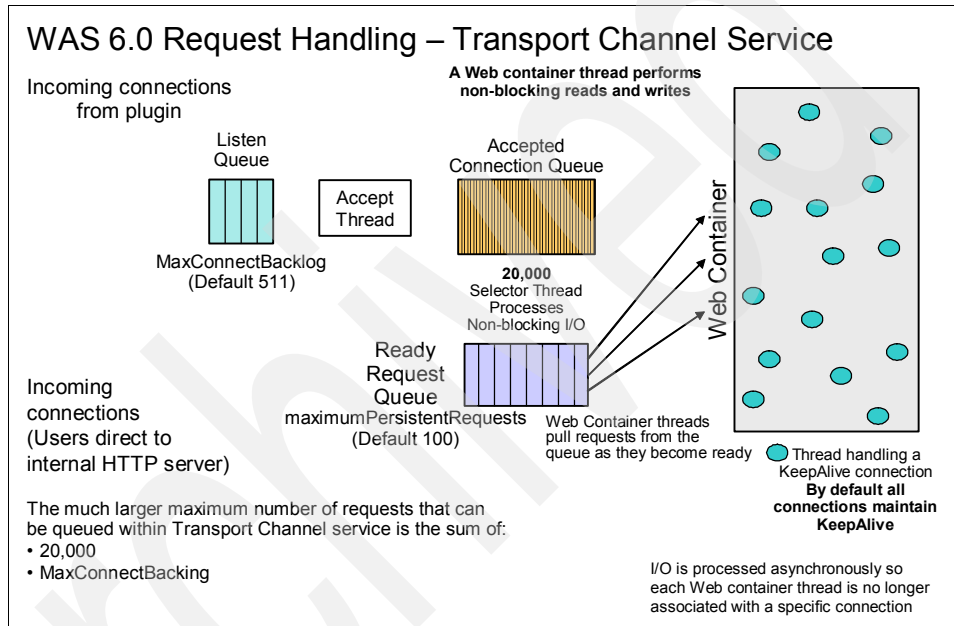 WAS 6.0 Request Handling – Transport Channel Service
Incoming connections
from plugin
A Web container thread performs
non-blocking reads and writes
Listen
Queue
Accept
Thread
Accepted
Connection Queue
MaxConnectBacklog
(Default 511)
20,000
Selector Thread
Processes
Non-blocking I/O
Web Container
Ready
Request
Queue
maximumPersistentRequests
(Default 100)
Incoming
connections
(Users direct to
internal HTTP server)
Web Container threads
pull requests from the
queue as they become ready
Thread handling a
KeepAlive connection
By default all
connections maintain
KeepAlive
The much larger maximum number of requests that can
be queued within Transport Channel service is the sum of:
• 20,000
• MaxConnectBacking
I/O is processed asynchronously so
each Web container thread is no longer
associated with a specific connection